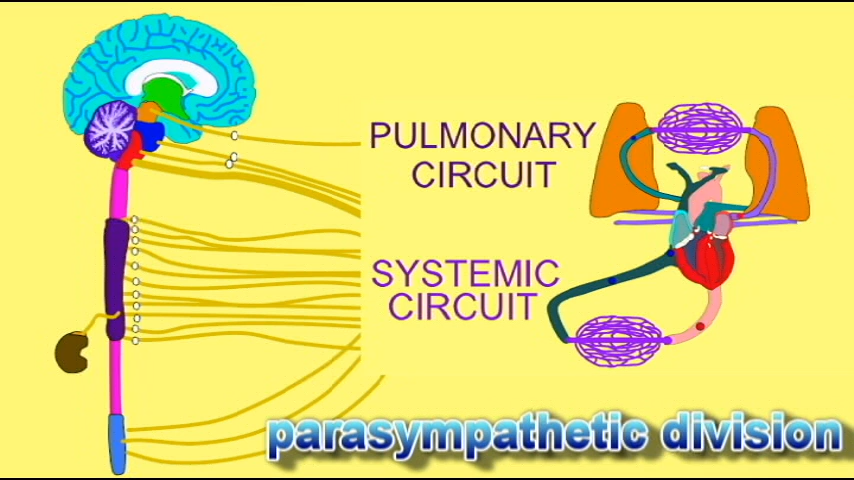 PULMONARY
CIRCUIT
SYSTEMIC
CIRCUIT
parasympathetic division